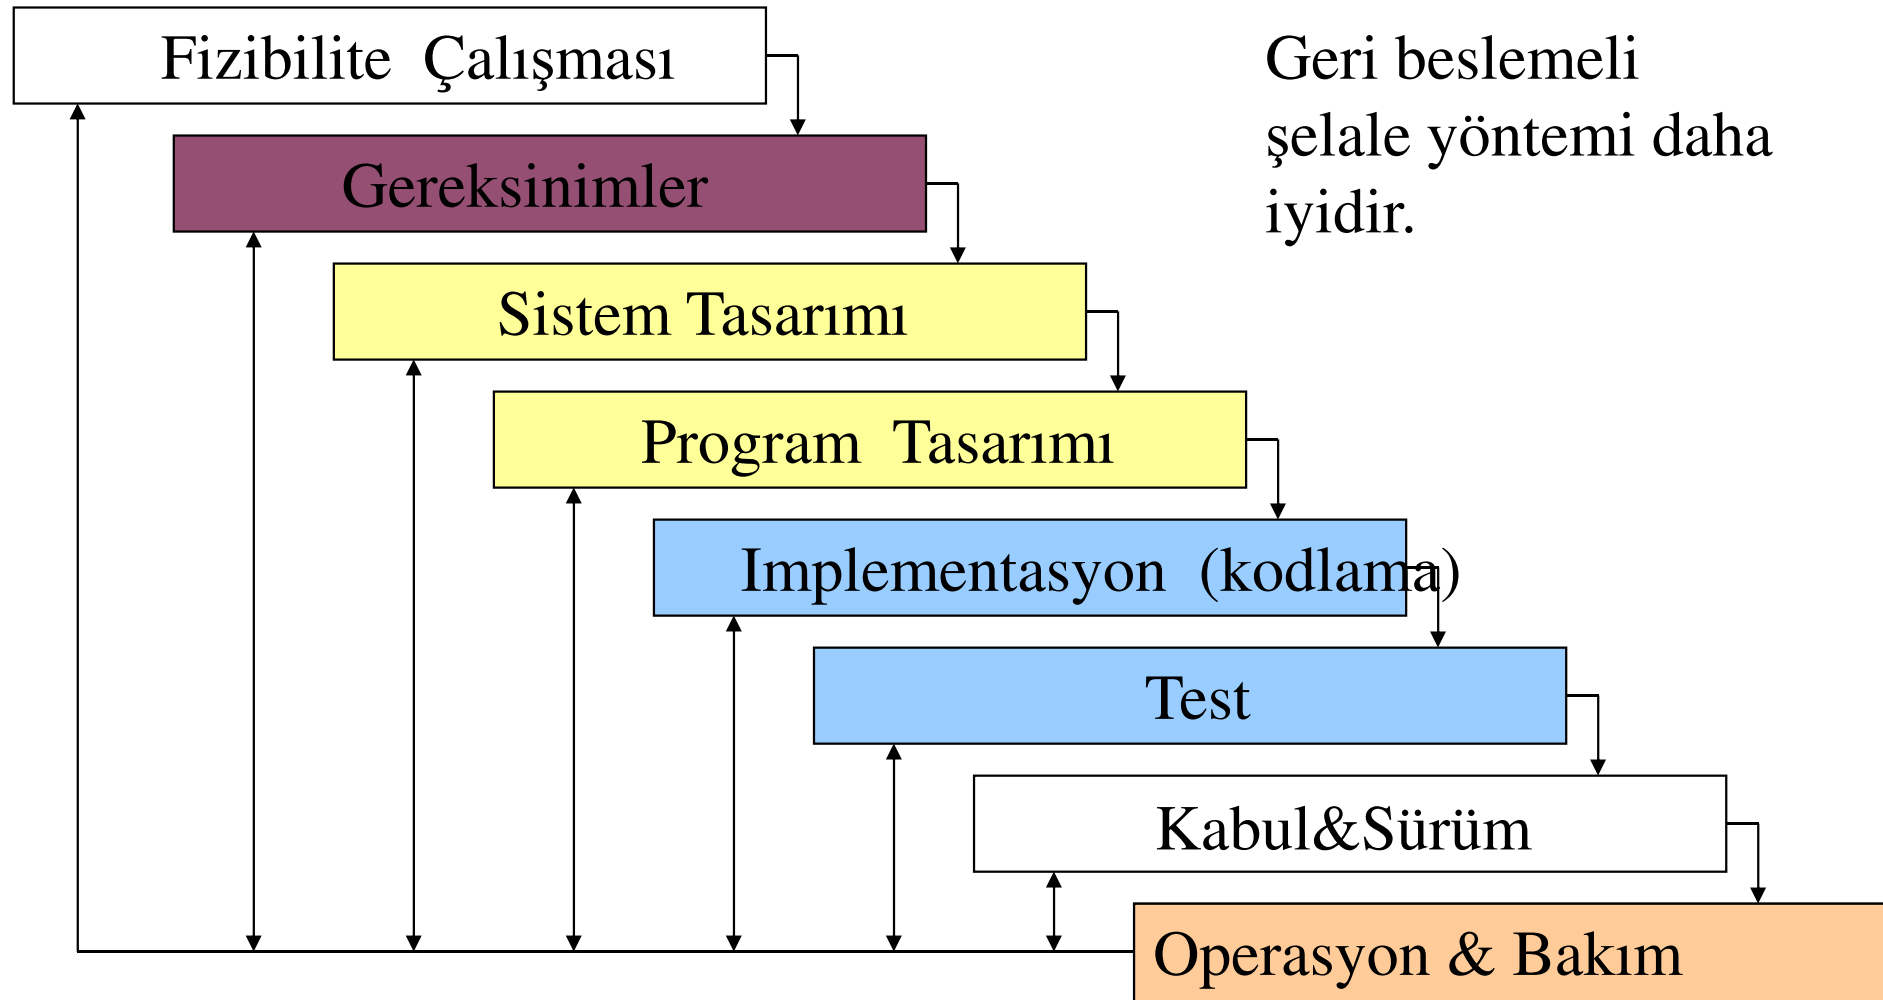 Fizibilite Çalışması
Geri beslemeli
şelale yöntemi daha
iyidir.
Gereksinimler
Sistem Tasarımı
Program Tasarımı
Implementasyon (kodlama)
Test
Kabul&Sürüm
Operasyon & Bakım